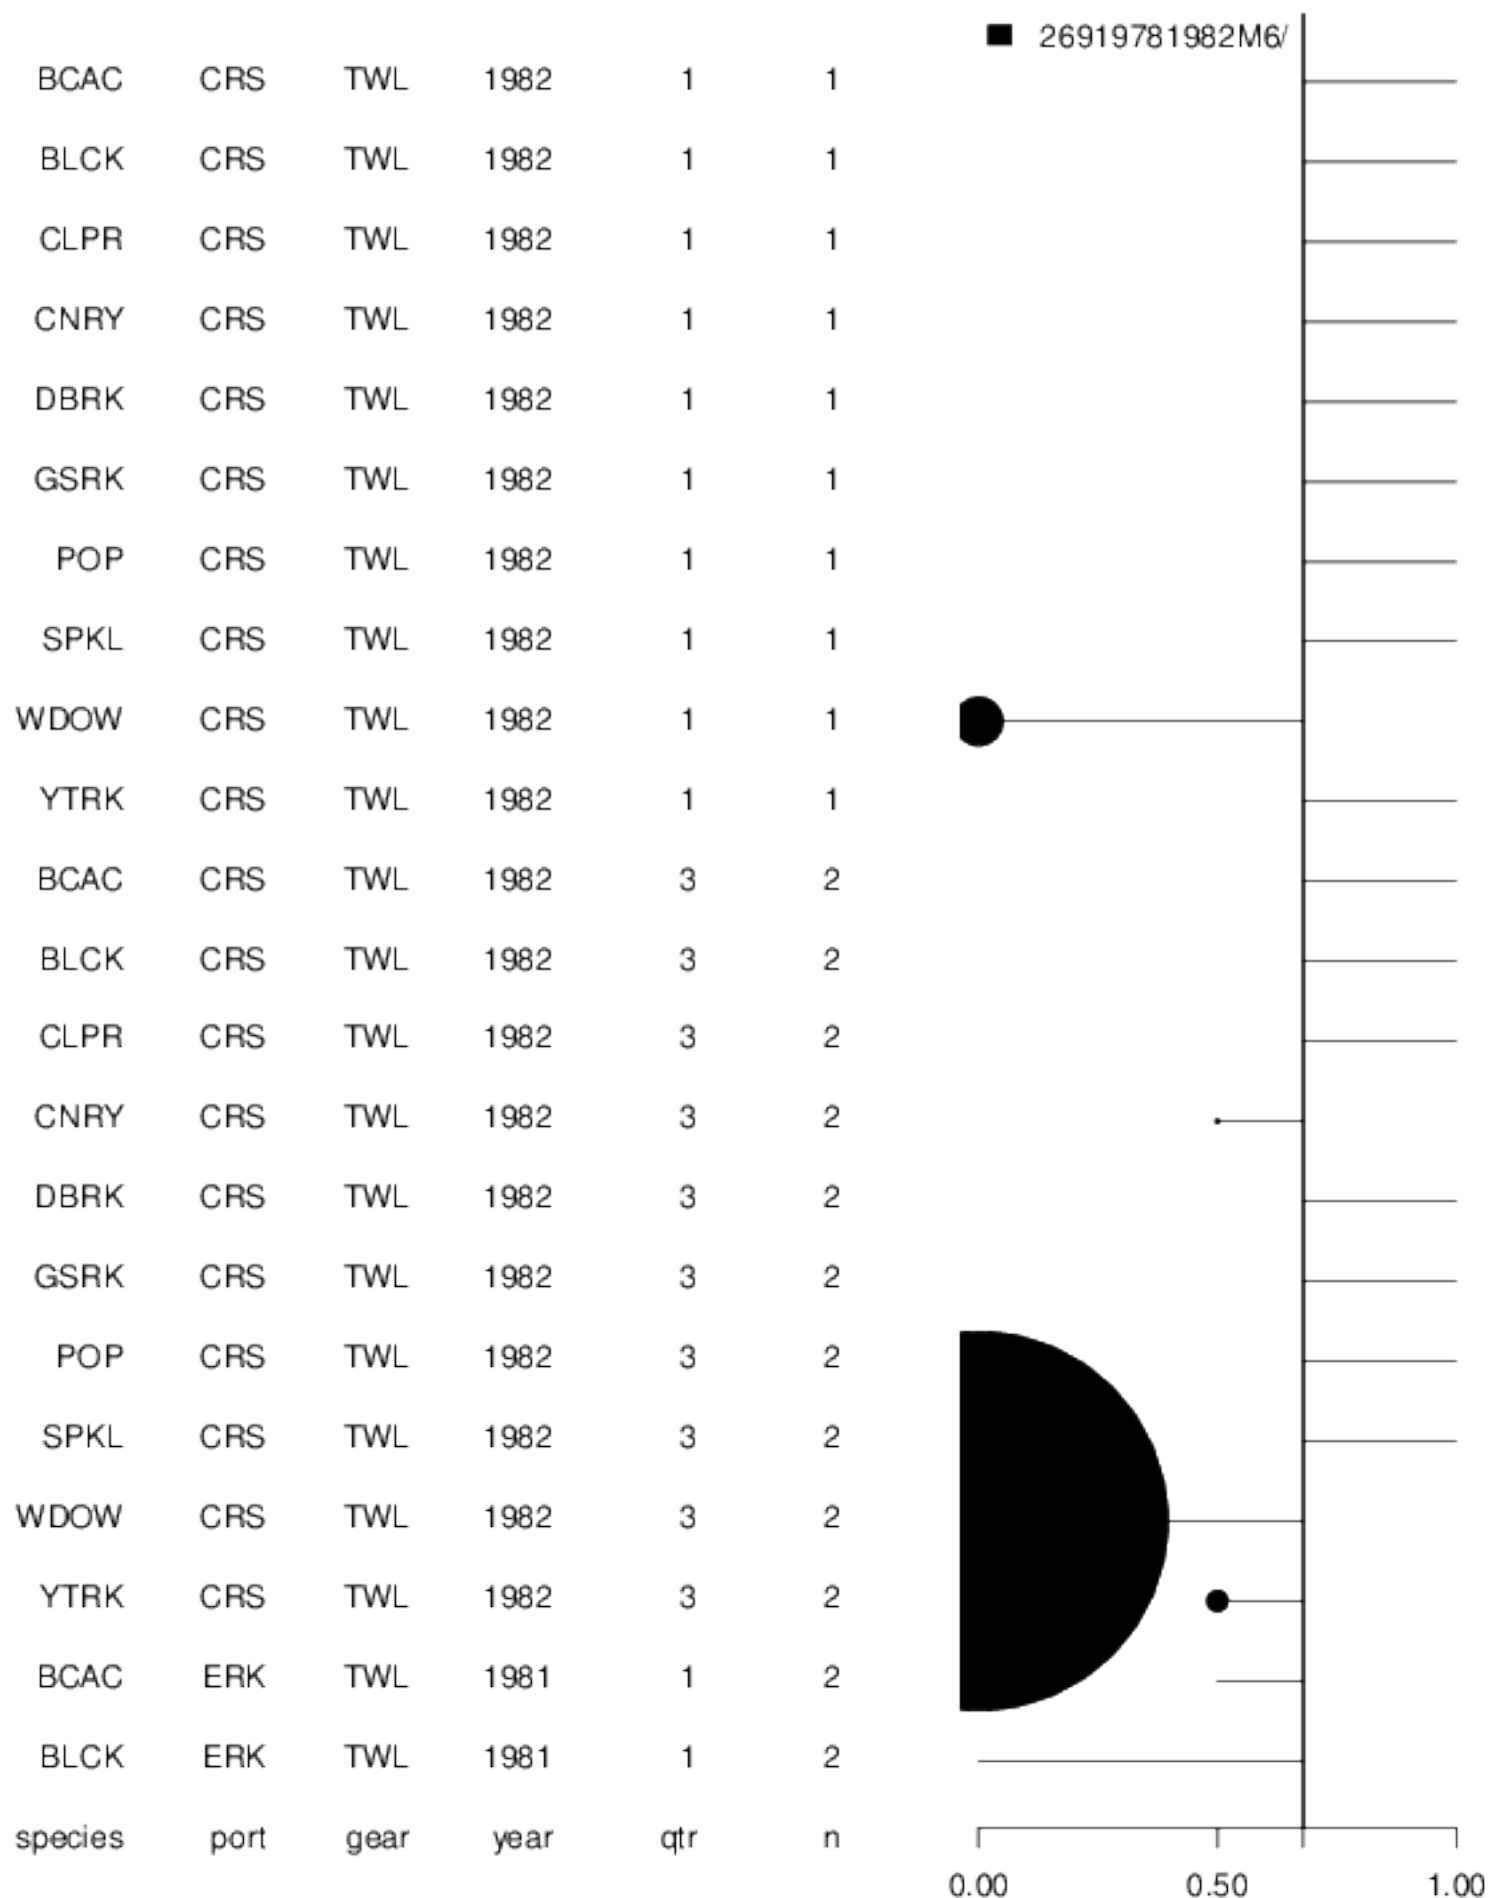 26919781982M6/
BCAC CRS TWL 1982 1 1
BLCK CRS TWL 1982 1 1
CLPR CRS TWL 1982 1 1
CNRY CRS TWL 1982 1 1
DBRK CRS TWL 1982 1 1
GSRK CRS TWL 1982 1 1
POP CRS TWL 1982 1 1
SPKL CRS TWL 1982 1 1
WDOW CRS TWL 1982 1 1
YTRK CRS TWL 1982 1 1
BCAC CRS TWL 1982 3 2
BLCK CRS TWL 1982 3 2
CLPR CRS TWL 1982 3 2
CNRY CRS TWL 1982 3 2
DBRK CRS TWL 1982 3 2
GSRK CRS TWL 1982 3 2
POP CRS TWL 1982 3 2
SPKL CRS TWL 1982 3 2
WDOW CRS TWL 1982 3 2
YTRK CRS TWL 1982 3 2
BCAC ERK TWL 1981 1 2
BLCK ERK TWL 1981 1 2
species port gear year qtr n
0.00 0.50 1.00